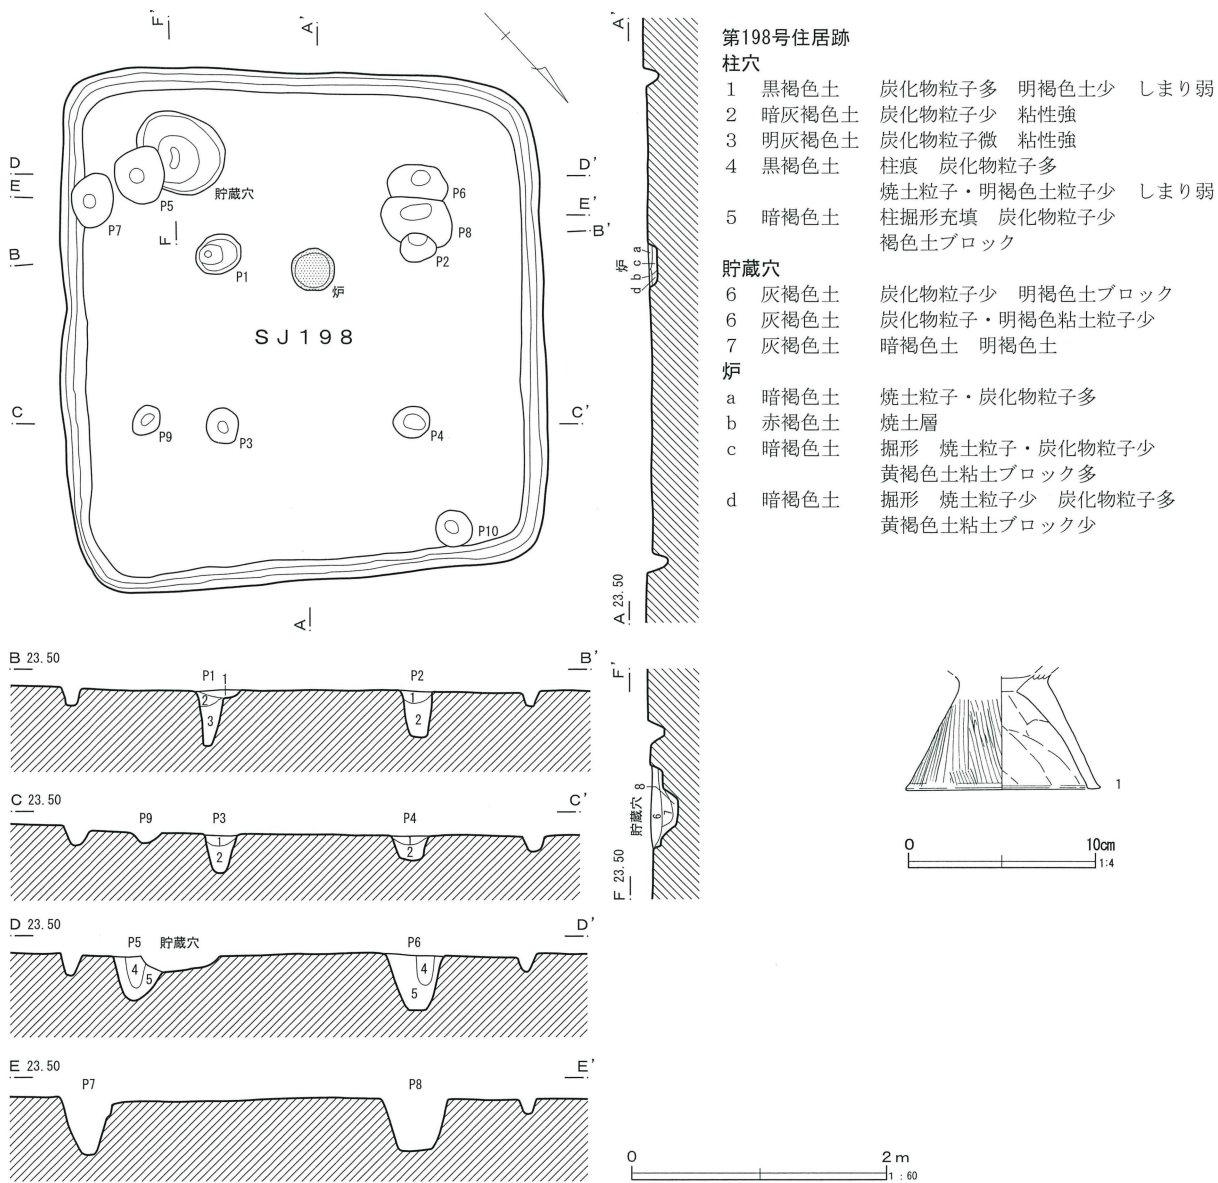 第198号住居跡
柱穴
1 黒褐色土 炭化物粒子多 明褐色土少 しまり弱
2 暗灰褐色土 炭化物粒子少 粘性強
3 明灰褐色土 炭化物粒子微 粘性強
4 黒褐色土 柱痕 炭化物粒子多
焼土粒子・明褐色土粒子少 しまり弱
5 暗褐色土 柱掘形充填 炭化物粒子少
褐色土ブロック
貯蔵穴
6 灰褐色土 炭化物粒子少 明褐色土ブロック
6 灰褐色土 炭化物粒子・明褐色粘土粒子少
7 灰褐色土 暗褐色土 明褐色土
炉
a 暗褐色土 焼土粒子・炭化物粒子多
b 赤褐色土 焼土層
c 暗褐色土 掘形 焼土粒子・炭化物粒子少
黄褐色土粘土ブロック多
d 暗褐色土 掘形 焼土粒子少 炭化物粒子多
黄褐色土粘土ブロック少
F' A'
D D'
E E'
B B'
C C'
F
A
貯蔵穴
P5
P7
P6
P8
P2
P1
炉
SJ198
P9
P3
P4
P10
A'
炉
a
c
b
d
A 23.50
B 23.50 B'
P1 1 P2
2 3
1 2
C 23.50 C'
P9 P3 P4
1 2
1 2
D 23.50 D'
P5 貯蔵穴 P6
4 5
4 5
E 23.50 E'
P7 P8
F'
貯蔵穴 8
6 7
F 23.50
1
0 10cm
1:4
0 2m
1:60